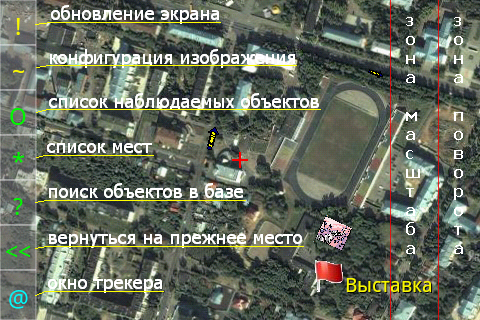 ! обновление экрана
~ конфигурация изображения
O список наблюдаемых объектов
* список мест
? поиск объектов в базе
<< вернуться на прежнее место
@ окно трекера
Выставка
зона масштаба
зона поворота